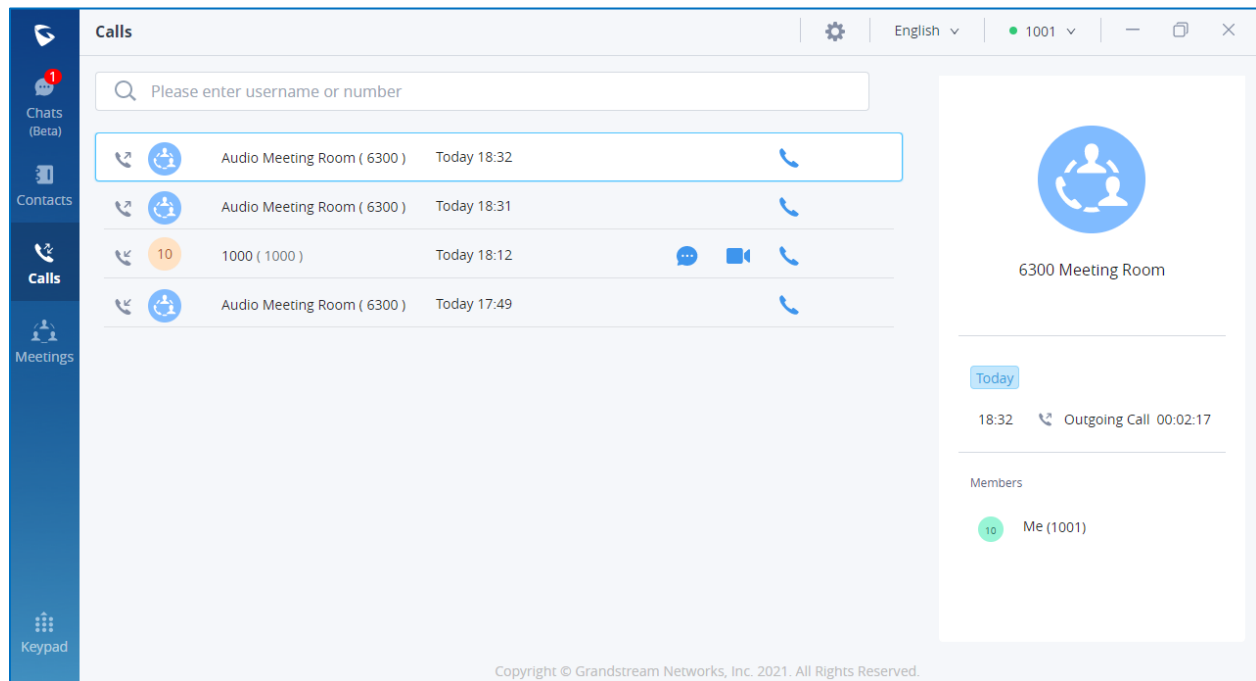 Calls
English
1001
1
Chats
(Beta)
Contacts
Calls
Meetings
Keypad
Please enter username or number
Audio Meeting Room ( 6300 ) Today 18:32
Audio Meeting Room ( 6300 ) Today 18:31
10 1000 ( 1000 ) Today 18:12
Audio Meeting Room ( 6300 ) Today 17:49
6300 Meeting Room
Today
18:32 Outgoing Call 00:02:17
Members
10 Me (1001)
Copyright © Grandstream Networks, Inc. 2021. All Rights Reserved.